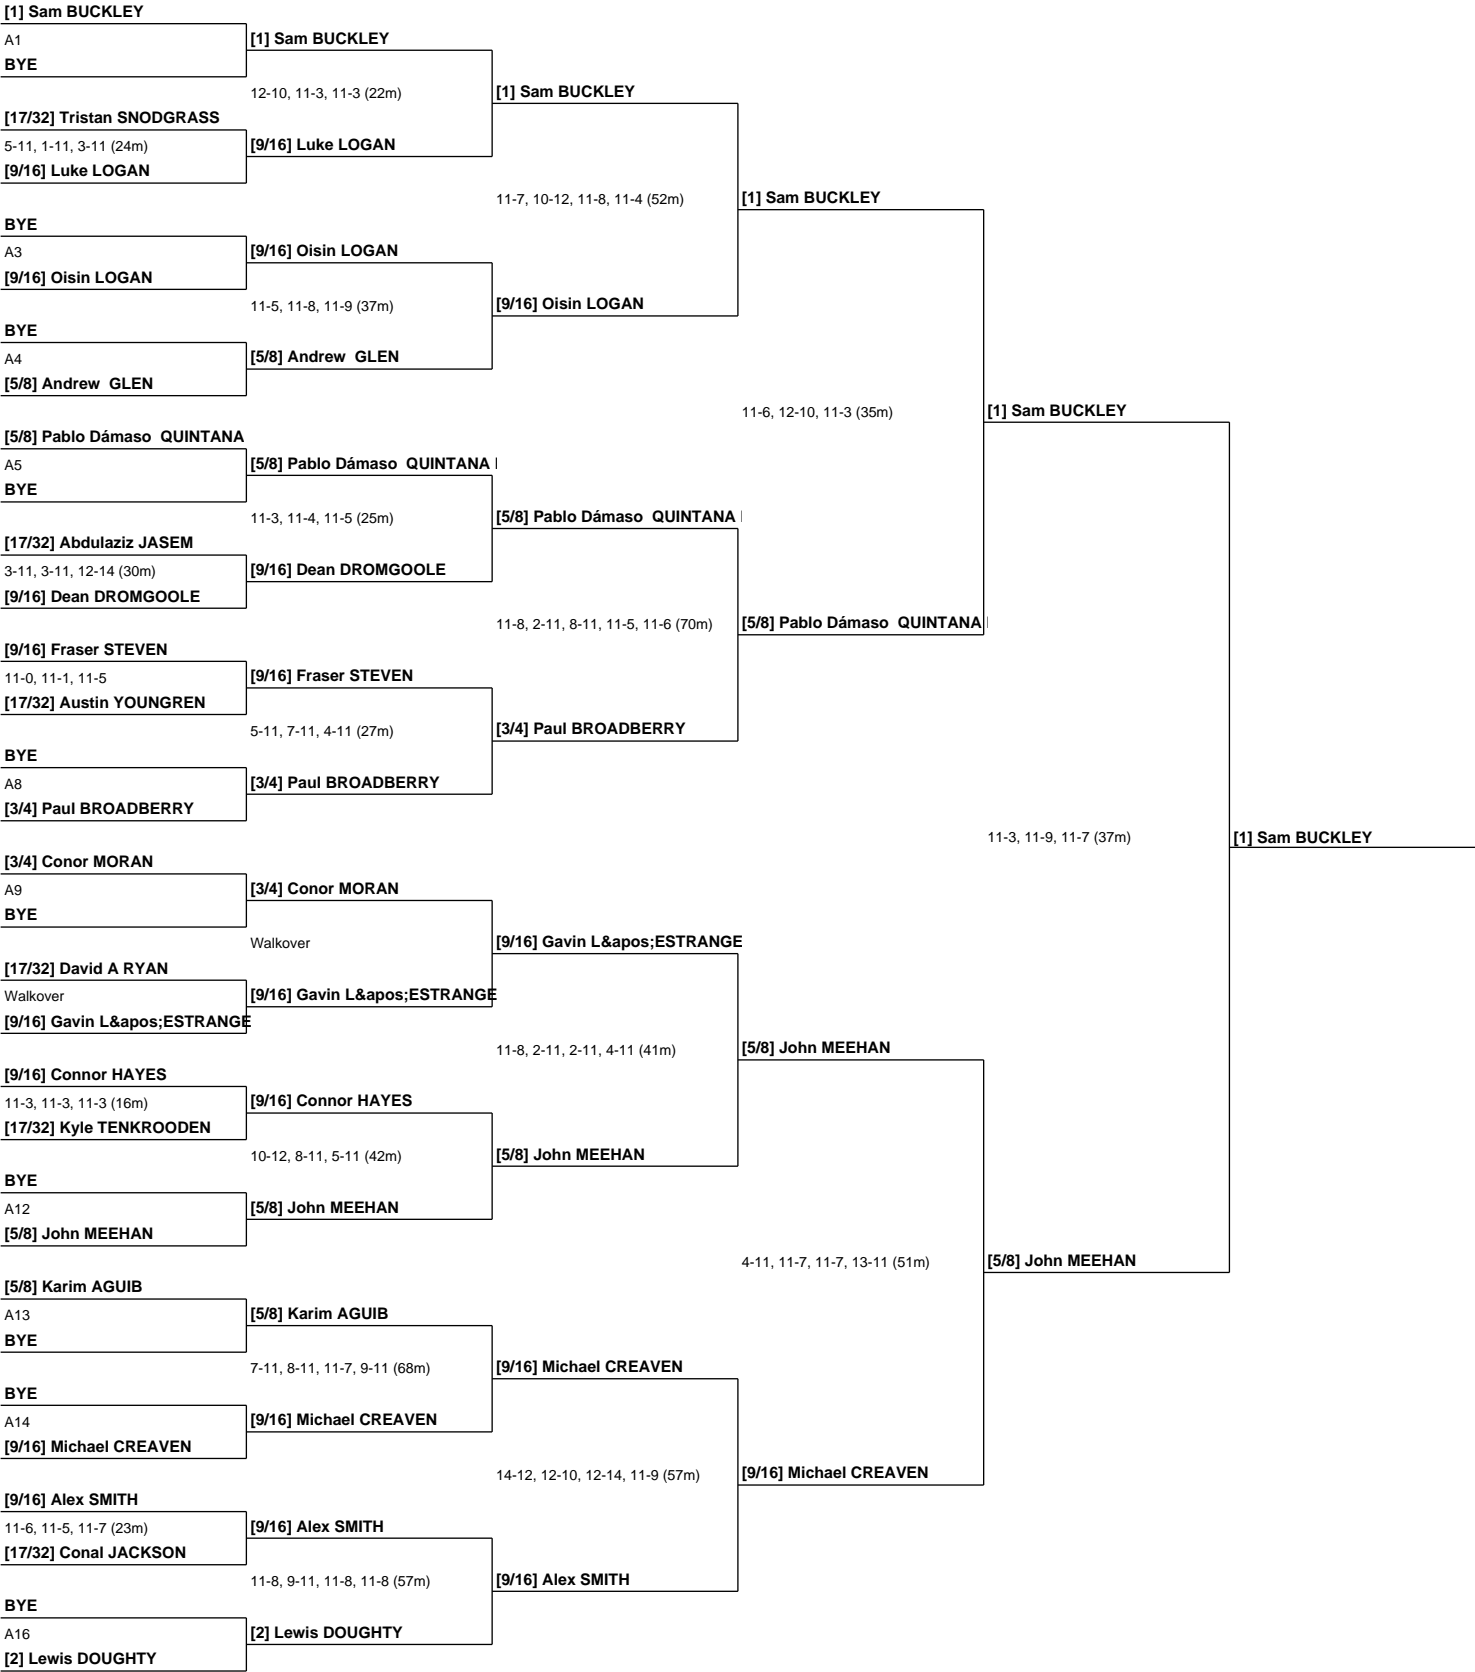 [1] Sam BUCKLEY
A1
[1] Sam BUCKLEY
BYE
12-10, 11-3, 11-3 (22m)
[1] Sam BUCKLEY
[17/32] Tristan SNODGRASS
5-11, 1-11, 3-11 (24m)
[9/16] Luke LOGAN
[9/16] Luke LOGAN
11-7, 10-12, 11-8, 11-4 (52m)
[1] Sam BUCKLEY
BYE
A3
[9/16] Oisin LOGAN
[9/16] Oisin LOGAN
11-5, 11-8, 11-9 (37m)
[9/16] Oisin LOGAN
BYE
A4
[5/8] Andrew  GLEN
[5/8] Andrew  GLEN
11-6, 12-10, 11-3 (35m)
[1] Sam BUCKLEY
[5/8] Pablo Dámaso  QUINTANA
A5
[5/8] Pablo Dámaso  QUINTANA
BYE
11-3, 11-4, 11-5 (25m)
[5/8] Pablo Dámaso  QUINTANA
[17/32] Abdulaziz JASEM
3-11, 3-11, 12-14 (30m)
[9/16] Dean DROMGOOLE
[9/16] Dean DROMGOOLE
11-8, 2-11, 8-11, 11-5, 11-6 (70m)
[5/8] Pablo Dámaso  QUINTANA
[9/16] Fraser STEVEN
11-0, 11-1, 11-5
[9/16] Fraser STEVEN
[17/32] Austin YOUNGREN
5-11, 7-11, 4-11 (27m)
[3/4] Paul BROADBERRY
BYE
A8
[3/4] Paul BROADBERRY
[3/4] Paul BROADBERRY
11-3, 11-9, 11-7 (37m)
[1] Sam BUCKLEY
[3/4] Conor MORAN
A9
[3/4] Conor MORAN
BYE
Walkover
[9/16] Gavin L&apos;ESTRANGE
[17/32] David A RYAN
Walkover
[9/16] Gavin L&apos;ESTRANGE
[9/16] Gavin L&apos;ESTRANGE
11-8, 2-11, 2-11, 4-11 (41m)
[5/8] John MEEHAN
[9/16] Connor HAYES
11-3, 11-3, 11-3 (16m)
[9/16] Connor HAYES
[17/32] Kyle TENKROODEN
10-12, 8-11, 5-11 (42m)
[5/8] John MEEHAN
BYE
A12
[5/8] John MEEHAN
[5/8] John MEEHAN
4-11, 11-7, 11-7, 13-11 (51m)
[5/8] John MEEHAN
[5/8] Karim AGUIB
A13
[5/8] Karim AGUIB
BYE
7-11, 8-11, 11-7, 9-11 (68m)
[9/16] Michael CREAVEN
BYE
A14
[9/16] Michael CREAVEN
[9/16] Michael CREAVEN
14-12, 12-10, 12-14, 11-9 (57m)
[9/16] Michael CREAVEN
[9/16] Alex SMITH
11-6, 11-5, 11-7 (23m)
[9/16] Alex SMITH
[17/32] Conal JACKSON
11-8, 9-11, 11-8, 11-8 (57m)
[9/16] Alex SMITH
BYE
A16
[2] Lewis DOUGHTY
[2] Lewis DOUGHTY